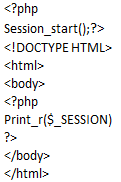 <?php
Session_start();?>
<!DOCTYPE HTML>
<html>
<body>
<?php
Print_r($_SESSION)
?>
</body>
</html>